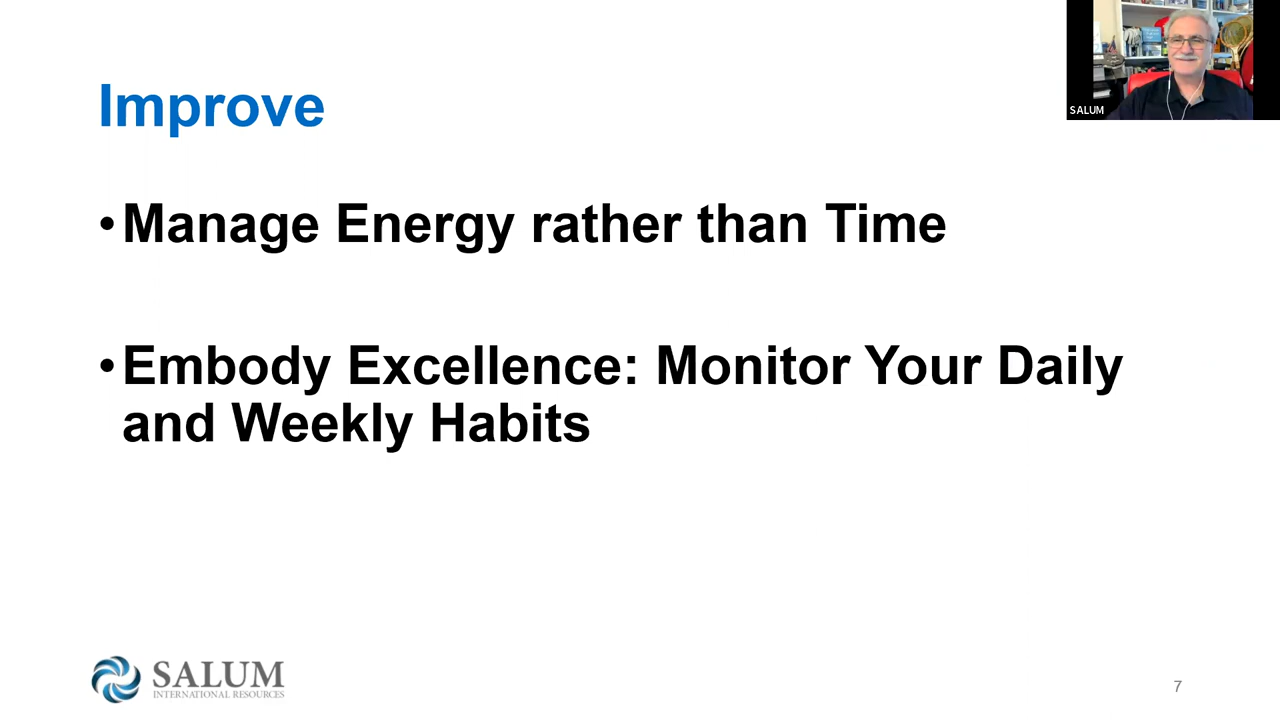 SALUM
Improve
•Manage Energy rather than Time
•Embody Excellence: Monitor Your Daily
and Weekly Habits
SALUM
INTERNATIONAL RESOURCES
7